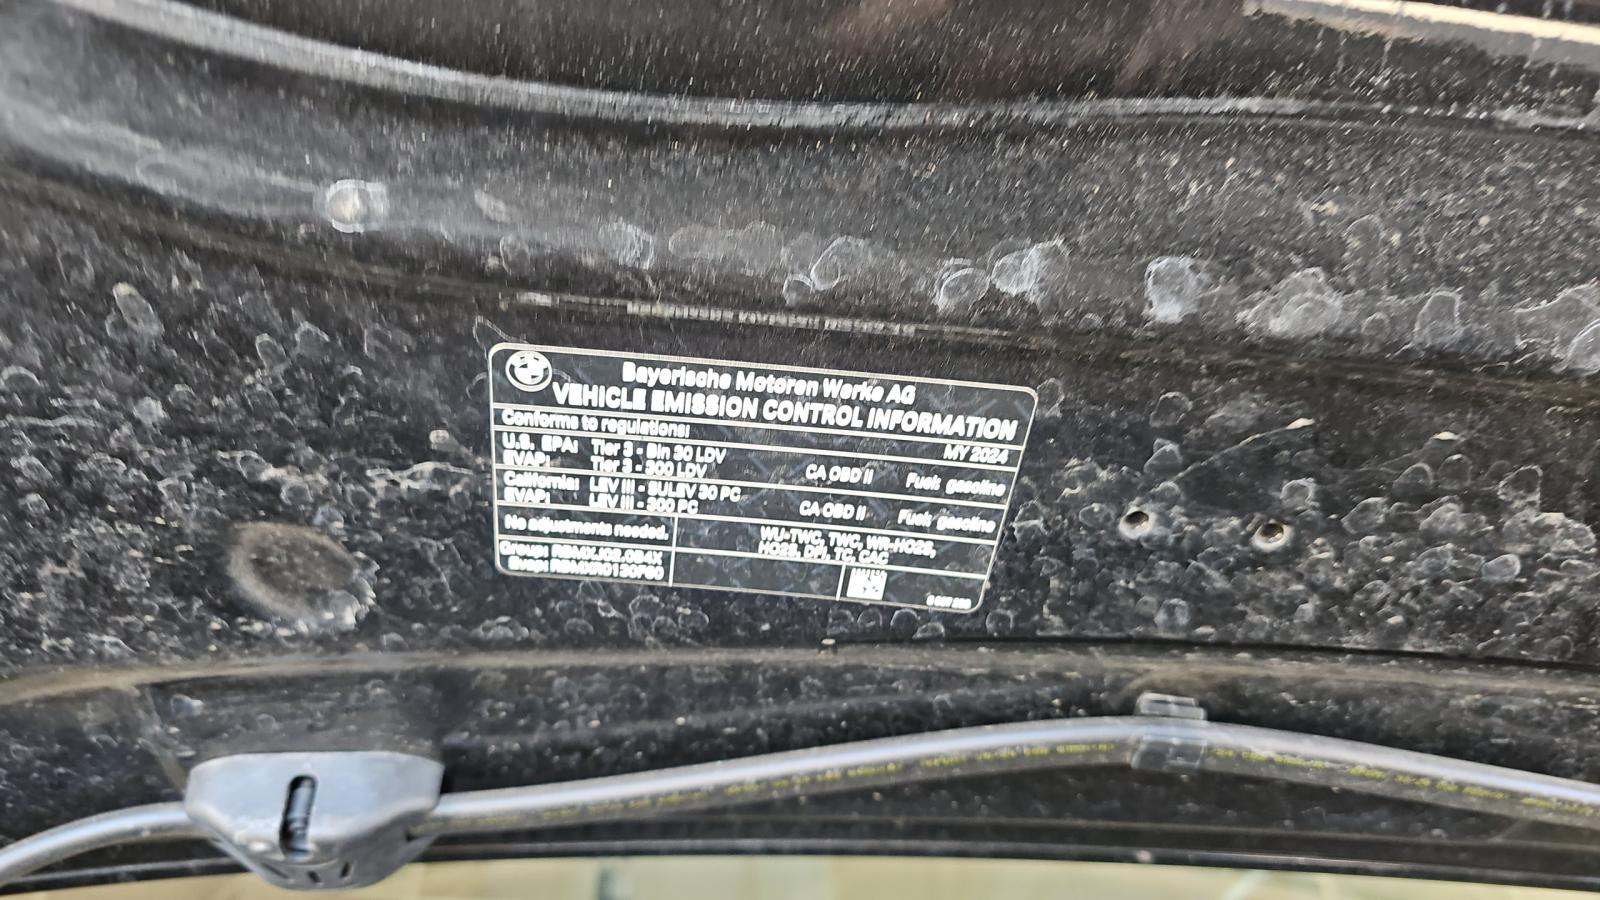 Bayerische Motoren Werke AG
VEHICLE EMISSION CONTROL INFORMATION
Conforms to regulations: MY 2024
U.S. EPA: Tier 3 - Bin 30 LDV CA OBD II Fuel: gasoline
EVAP: Tier 3 - 300 LDV
California: LEV III - SULEV 30 PC CA OBD II Fuel: gasoline
EVAP: LEV III - 300 PC
No adjustments needed. WU-TWC, TWC, WR-HO2S,
HO2S, DFI, TC, CAC
Group:
Evap: